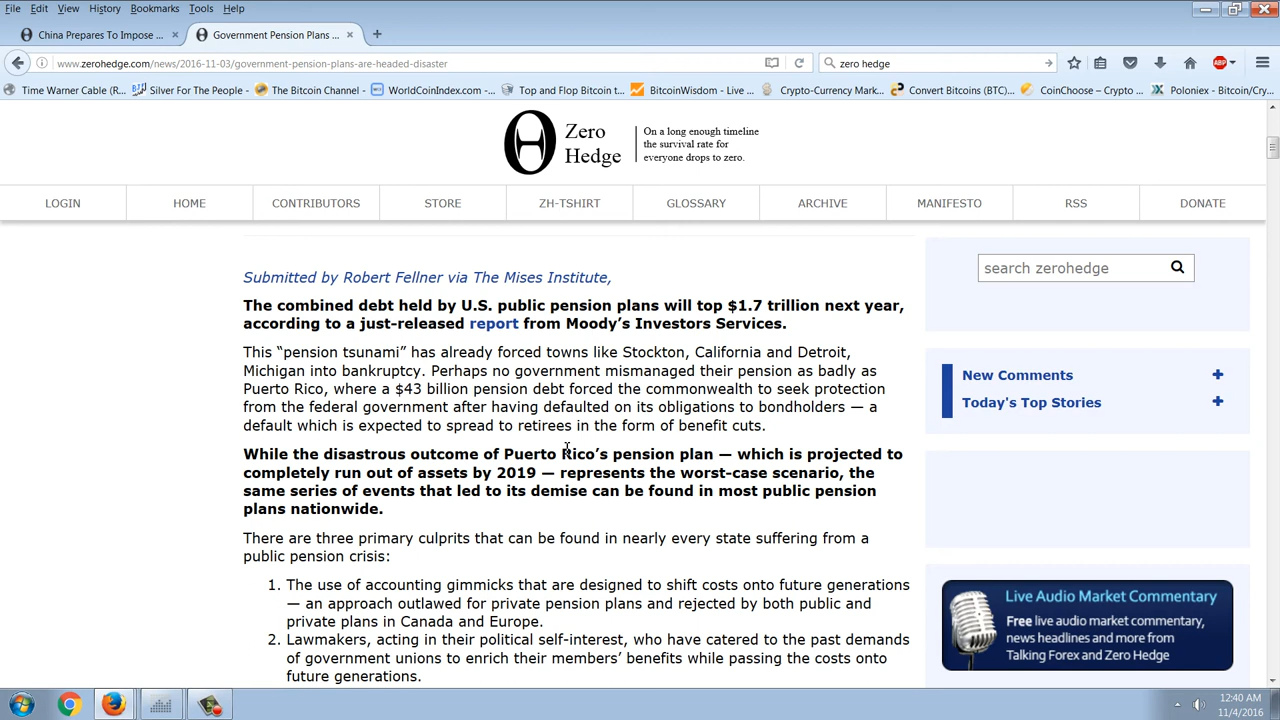 File Edit View History Bookmarks Tools Help
China Prepares To Impose ... × Government Pension Plans ... × +
www.zerohedge.com/news/2016-11-03/government-pension-plans-are-headed-disaster zero hedge ABP
Time Warner Cable (R... Silver For The People - ... The Bitcoin Channel - ... WorldCoinIndex.com -... Top and Flop Bitcoin t... BitcoinWisdom - Live ... Crypto-Currency Mark... Convert Bitcoins (BTC)... CoinChoose – Crypto ... Poloniex - Bitcoin/Cry...
Zero
Hedge
On a long enough timeline
the survival rate for
everyone drops to zero.
LOGIN HOME CONTRIBUTORS STORE ZH-TSHIRT GLOSSARY ARCHIVE MANIFESTO RSS DONATE
Submitted by Robert Fellner via The Mises Institute,
The combined debt held by U.S. public pension plans will top $1.7 trillion next year,
according to a just-released report from Moody’s Investors Services.
This “pension tsunami” has already forced towns like Stockton, California and Detroit,
Michigan into bankruptcy. Perhaps no government mismanaged their pension as badly as
Puerto Rico, where a $43 billion pension debt forced the commonwealth to seek protection
from the federal government after having defaulted on its obligations to bondholders — a
default which is expected to spread to retirees in the form of benefit cuts.
While the disastrous outcome of Puerto Rico’s pension plan — which is projected to
completely run out of assets by 2019 — represents the worst-case scenario, the
same series of events that led to its demise can be found in most public pension
plans nationwide.
There are three primary culprits that can be found in nearly every state suffering from a
public pension crisis:
1. The use of accounting gimmicks that are designed to shift costs onto future generations
— an approach outlawed for private pension plans and rejected by both public and
private plans in Canada and Europe.
2. Lawmakers, acting in their political self-interest, who have catered to the past demands
of government unions to enrich their members’ benefits while passing the costs onto
future generations.
search zerohedge
New Comments +
Today's Top Stories +
Live Audio Market Commentary
Free live audio market commentary,
news headlines and more from
Talking Forex and Zero Hedge
12:40 AM
11/4/2016